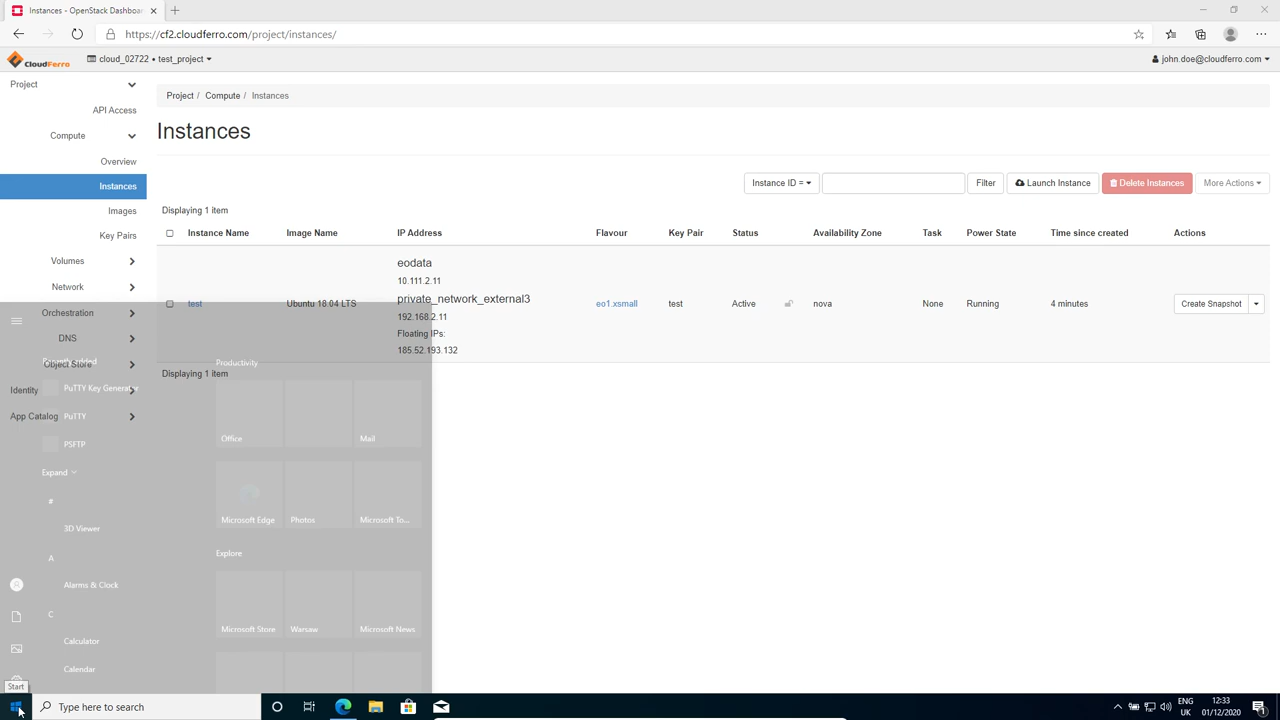 Instances - OpenStack Dashboa
https://cf2.cloudferro.com/project/instances/
CloudFerro
cloud_02722 • test_project
john.doe@cloudferro.com
Project
API Access
Compute
Overview
Instances
Images
Key Pairs
Volumes
Network
Orchestration
DNS
Object Store
Identity
App Catalog
Project / Compute / Instances
Instances
Instance ID =
Filter
Launch Instance
Delete Instances
More Actions
Displaying 1 item
Instance Name Image Name IP Address Flavour Key Pair Status Availability Zone Task Power State Time since created Actions
eodata
10.111.2.11
private_network_external3
test Ubuntu 18.04 LTS eo1.xsmall test Active nova None Running 4 minutes Create Snapshot
192.168.2.11
Floating IPs:
185.52.193.132
Displaying 1 item
Recently added
PuTTY Key Generator
PuTTY
PSFTP
Expand
#
3D Viewer
A
Alarms & Clock
C
Calculator
Calendar
Productivity
Office
Mail
Microsoft Edge
Photos
Microsoft To...
Explore
Microsoft Store
Warsaw
Microsoft News
Start
Type here to search
ENG
UK
12:33
01/12/2020
1